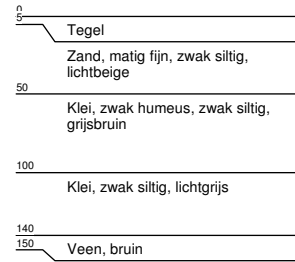 0
5
Tegel
Zand, matig fijn, zwak siltig,
lichtbeige
50
Klei, zwak humeus, zwak siltig,
grijsbruin
100
Klei, zwak siltig, lichtgrijs
140
150
Veen, bruin